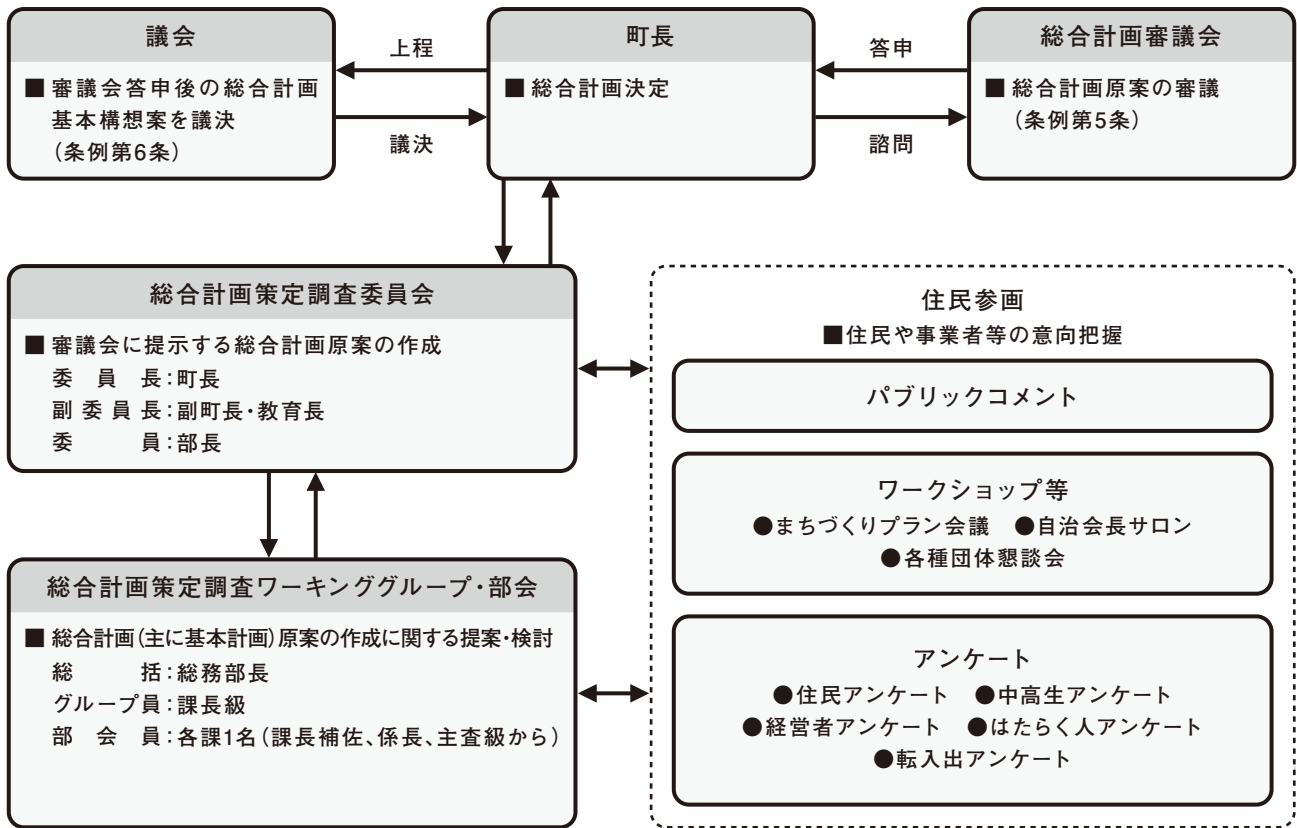 議会
■ 審議会答申後の総合計画
基本構想案を議決
(条例第6条)
上程
議決
町長
■ 総合計画決定
答申
諮問
総合計画審議会
■ 総合計画原案の審議
(条例第5条)
総合計画策定調査委員会
■ 審議会に提示する総合計画原案の作成
委員長:町長
副委員長:副町長・教育長
委員:部長
総合計画策定調査ワーキンググループ・部会
■ 総合計画(主に基本計画)原案の作成に関する提案・検討
総括:総務部長
グループ員:課長級
部会員:各課1名(課長補佐、係長、主査級から)
住民参画
■住民や事業者等の意向把握
パブリックコメント
ワークショップ等
●まちづくりプラン会議 ●自治会長サロン
●各種団体懇談会
アンケート
●住民アンケート ●中高生アンケート
●経営者アンケート ●はたらく人アンケート
●転入出アンケート